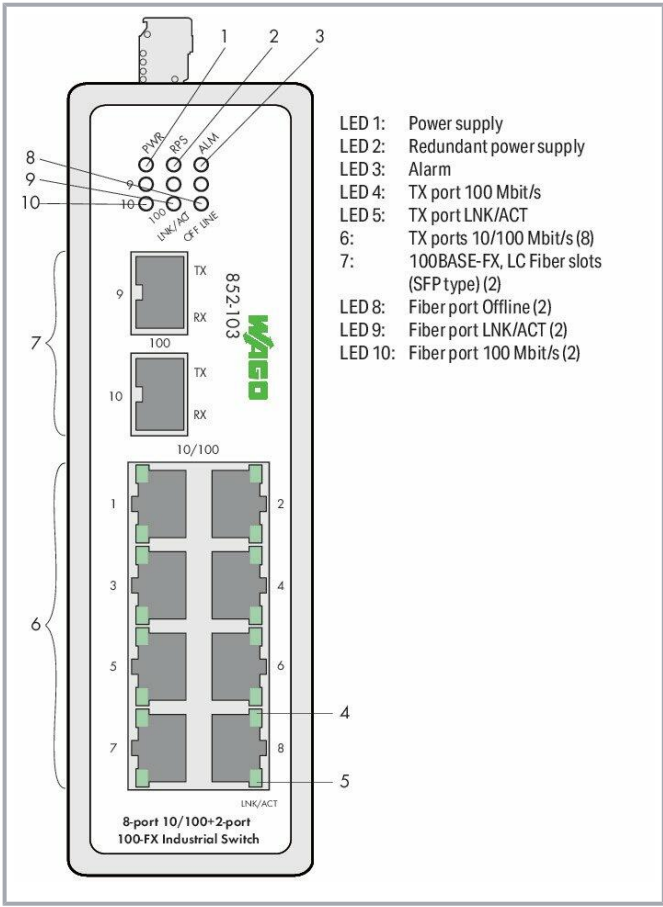 1 2 3
PWR RPS ALM
8
9
10
9
10
100 LNK/ACT OFF LINE
TX
9
RX
100
7
TX
10
RX
852-103
WAGO
10/100
1 2
3 4
5 6
7 8
6
4
5
LNK/ACT
8-port 10/100+2-port
100-FX Industrial Switch
LED 1: Power supply
LED 2: Redundant power supply
LED 3: Alarm
LED 4: TX port 100 Mbit/s
LED 5: TX port LNK/ACT
6: TX ports 10/100 Mbit/s (8)
7: 100BASE-FX, LC Fiber slots
(SFP type) (2)
LED 8: Fiber port Offline (2)
LED 9: Fiber port LNK/ACT (2)
LED 10: Fiber port 100 Mbit/s (2)